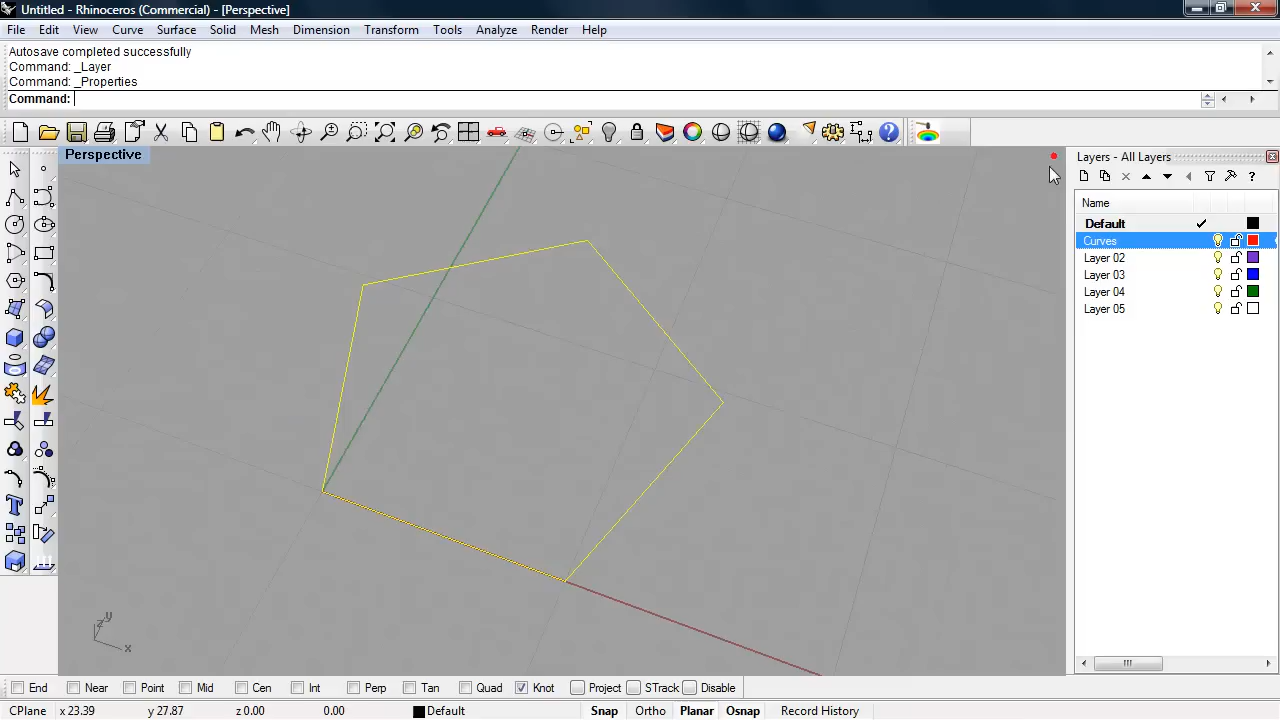 Untitled - Rhinoceros (Commercial) - [Perspective]
File Edit View Curve Surface Solid Mesh Dimension Transform Tools Analyze Render Help
Autosave completed successfully
Command: _Layer
Command: _Properties
Command:
Perspective
Layers - All Layers
Name
Default
Curves
Layer 02
Layer 03
Layer 04
Layer 05
y
z
x
End Near Point Mid Cen Int Perp Tan Quad Knot Project STrack Disable
CPlane x 23.39 y 27.87 z 0.00 0.00 Default Snap Ortho Planar Osnap Record History